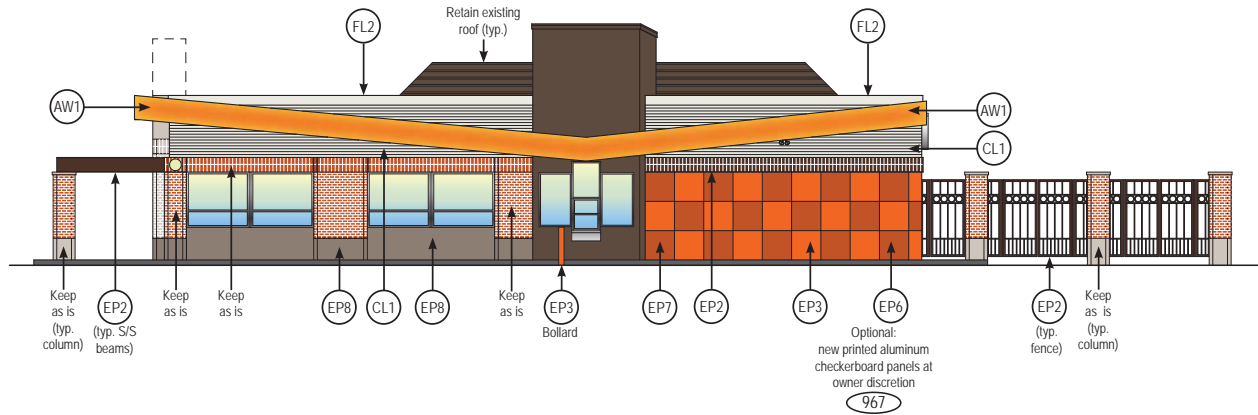 FL2
Retain existing
roof (typ.)
FL2
AW1
AW1
CL1
Keep
as is
(typ.
column)
EP2
(typ. S/S
beams)
Keep
as is
Keep
as is
EP8
CL1
EP8
Keep
as is
EP3
Bollard
EP7
EP2
EP3
EP6
Optional:
new printed aluminum
checkerboard panels at
owner discretion
967
EP2
(typ.
fence)
Keep
as is
(typ.
column)